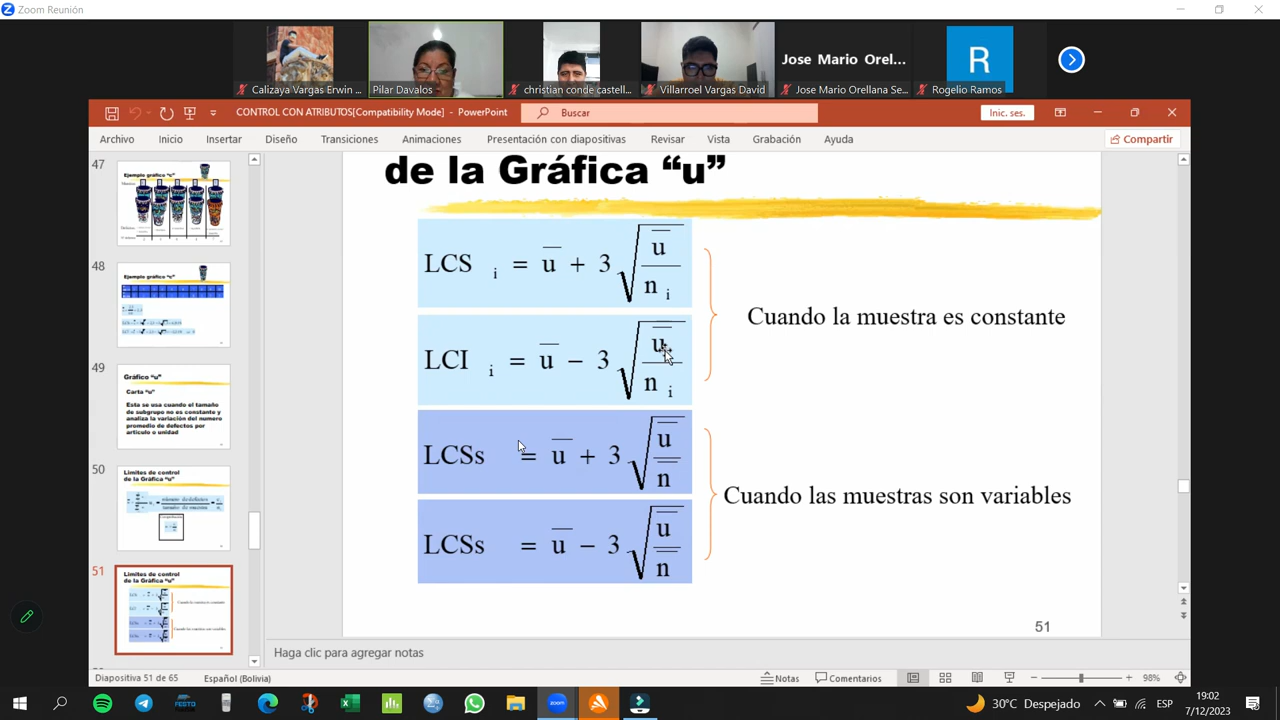 Zoom Reunión
Jose Mario Orel...
R
Calizaya Vargas Erwin ...
Pilar Davalos
christian conde castell...
Villarroel Vargas David
Jose Mario Orellana Se...
Rogelio Ramos
CONTROL CON ATRIBUTOS[Compatibility Mode] - PowerPoint
Buscar
Inic. ses.
Archivo Inicio Insertar Diseño Transiciones Animaciones Presentación con diapositivas Revisar Vista Grabación Ayuda
Compartir
47
Ejemplo gráfico "c"
48
Ejemplo gráfico "c"
49
Gráfico "u"
Carta "u"
Esta se usa cuando el tamaño
de subgrupo no es constante y
analiza la variación del numero
promedio de defectos por
articulo o unidad
50
Limites de control
de la Gráfica "u"
51
Limites de control
de la Gráfica "u"
de la Gráfica “u”
LCS i = u̅ + 3 √(u̅ / n i)
LCI i = u̅ − 3 √(u̅ / n i)
Cuando la muestra es constante
LCSs = u̅ + 3 √(u̅ / n̅)
LCSs = u̅ − 3 √(u̅ / n̅)
Cuando las muestras son variables
51
Haga clic para agregar notas
Diapositiva 51 de 65
Español (Bolivia)
Notas
Comentarios
98%
FESTO
zoom
30°C Despejado
ESP
19:02
7/12/2023